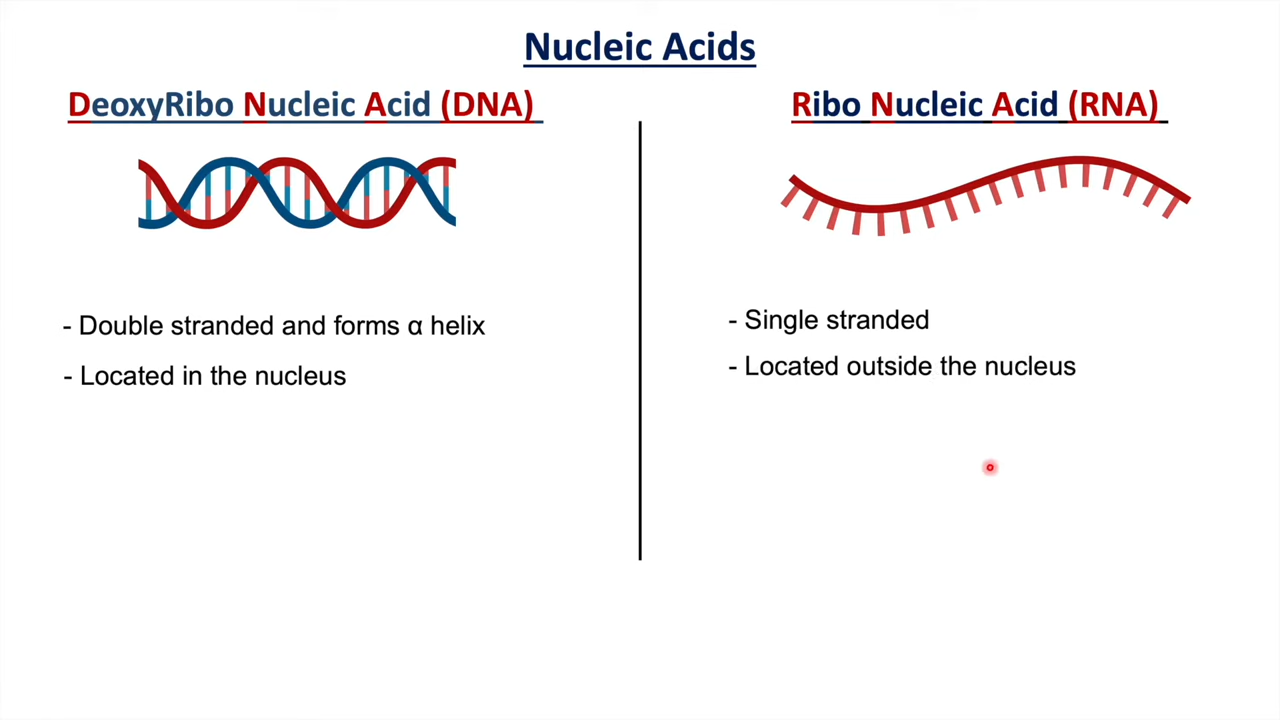 Nucleic Acids
DeoxyRibo Nucleic Acid (DNA)
- Double stranded and forms α helix
- Located in the nucleus
Ribo Nucleic Acid (RNA)
- Single stranded
- Located outside the nucleus